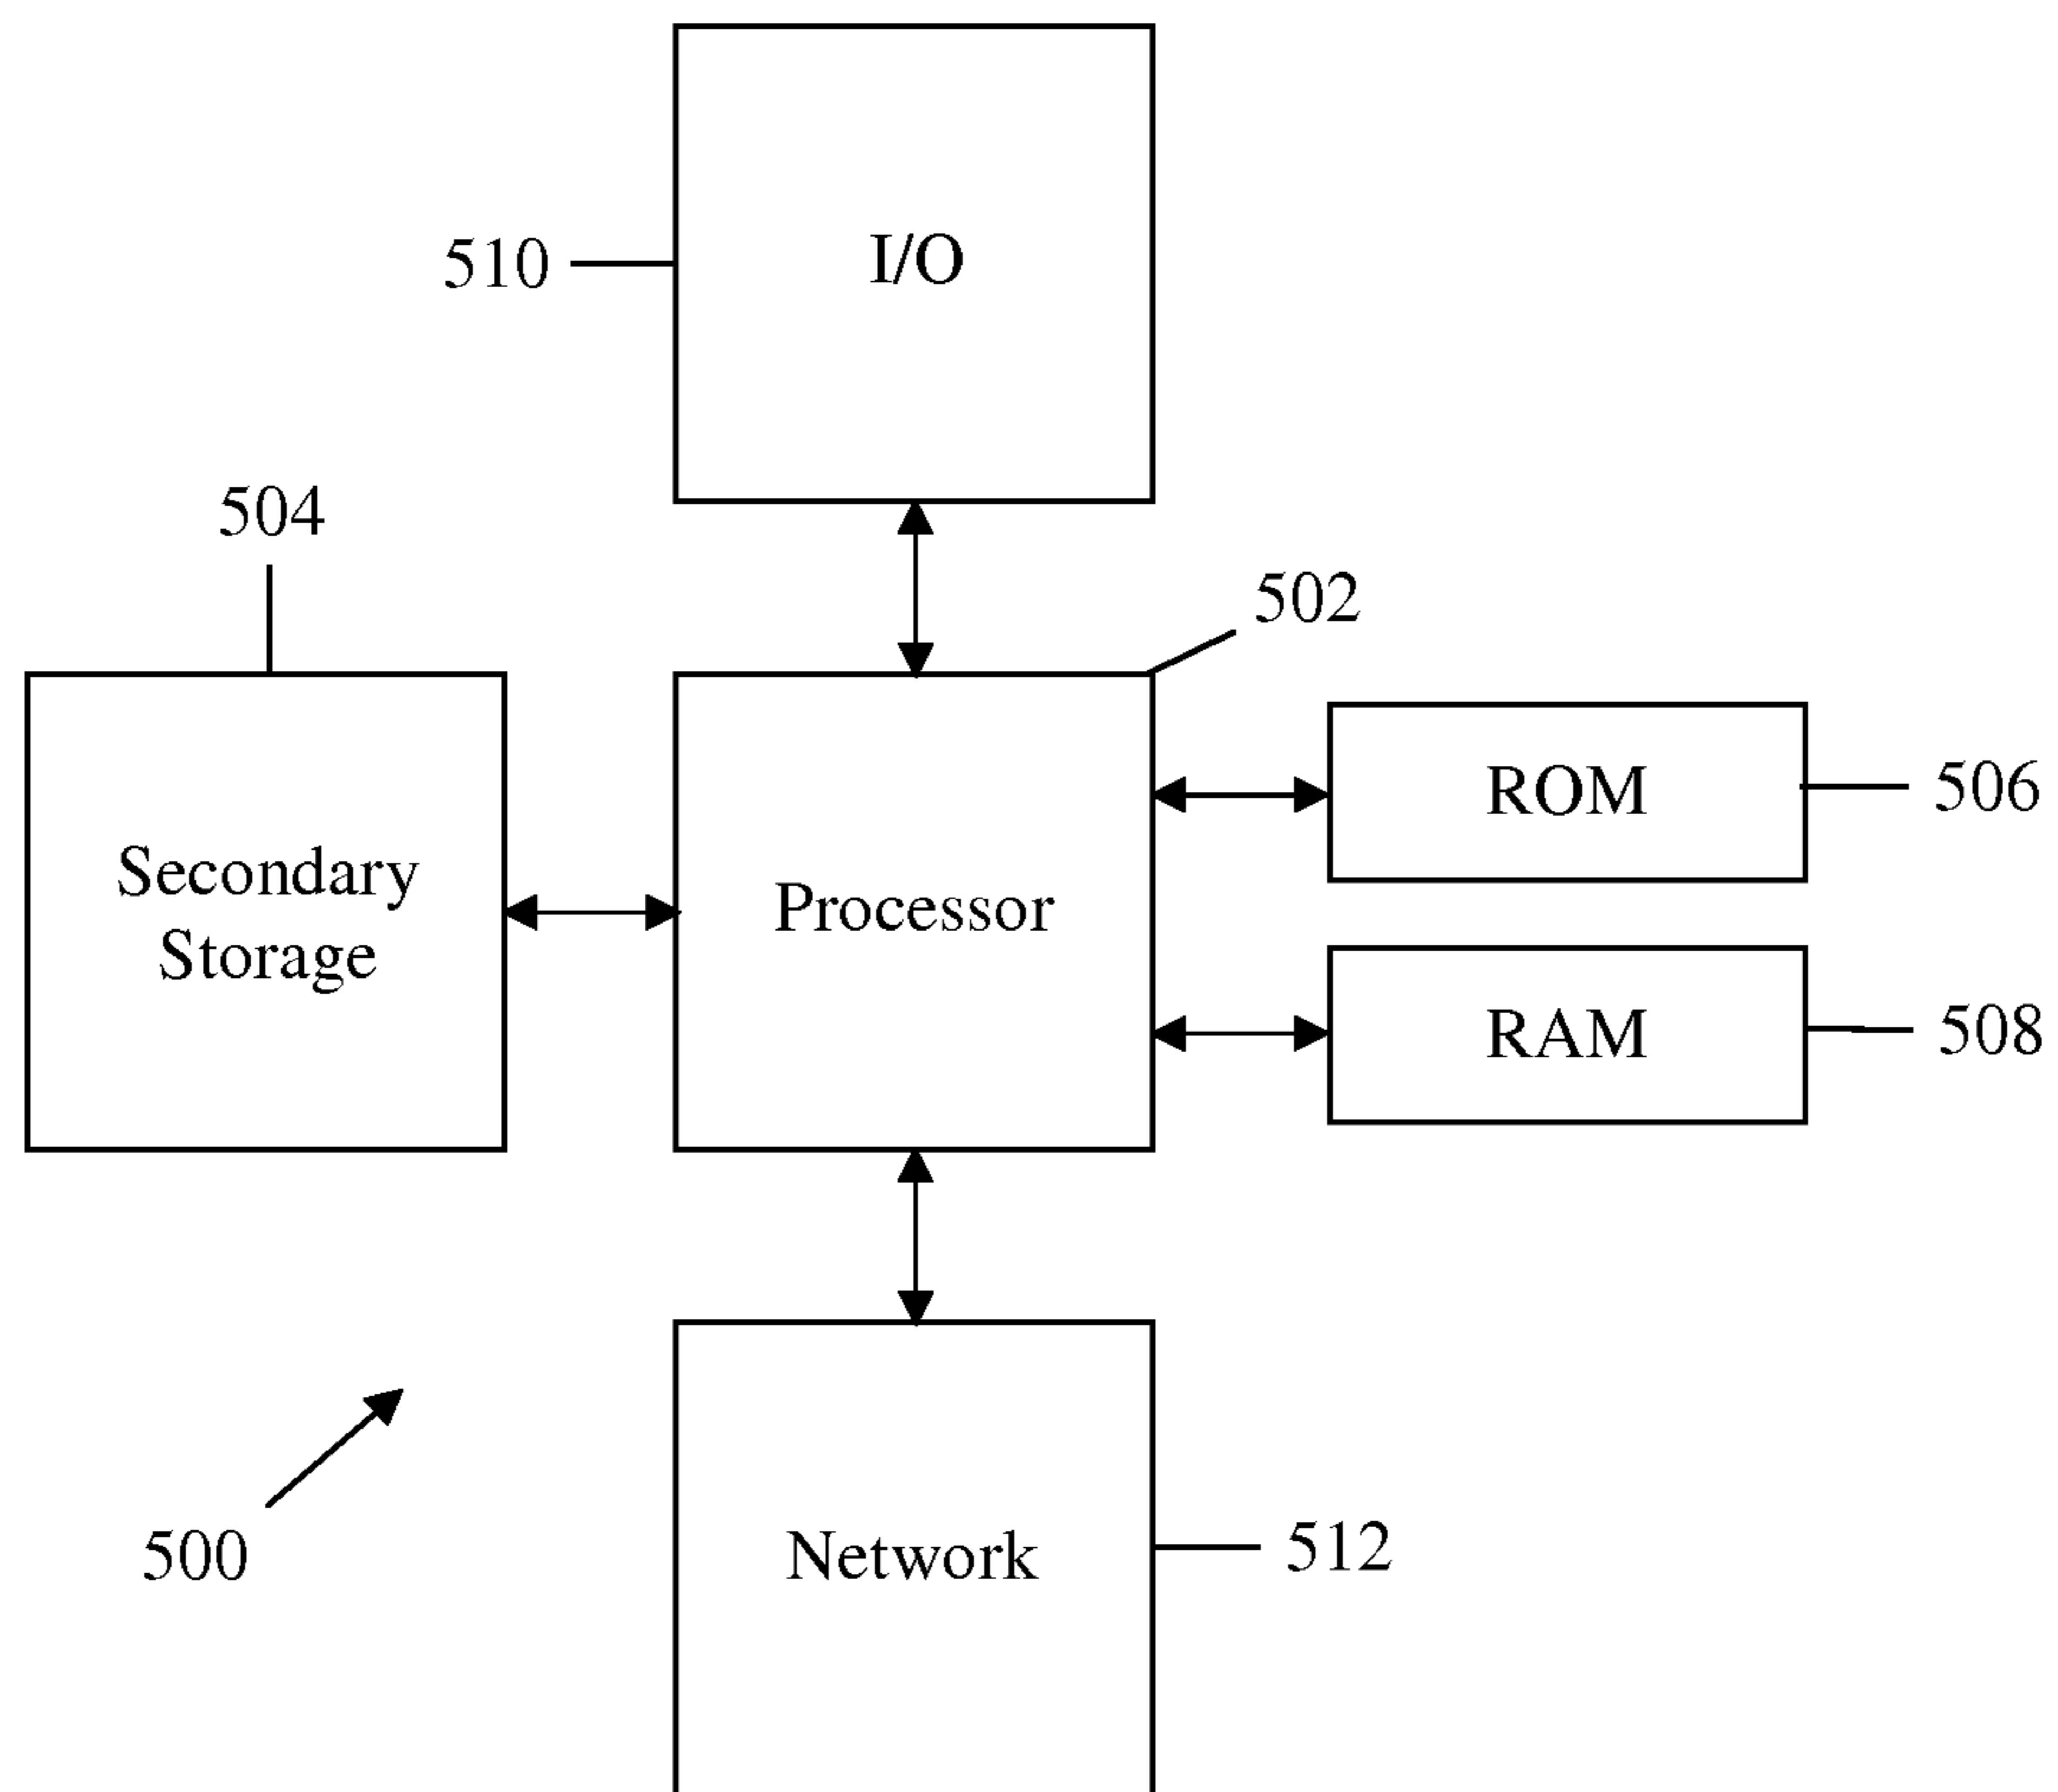 I/O
510
504
502
ROM
506
Secondary
Storage
Processor
RAM
508
Network
512
500